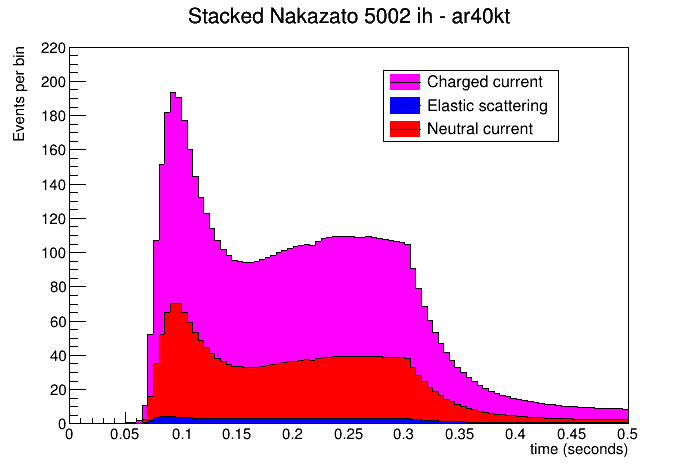 Stacked Nakazato 5002 ih - ar40kt
Events per bin
220
200
180
160
140
120
100
80
60
40
20
0
Charged current
Elastic scattering
Neutral current
0 0.05 0.1 0.15 0.2 0.25 0.3 0.35 0.4 0.45 0.5
time (seconds)